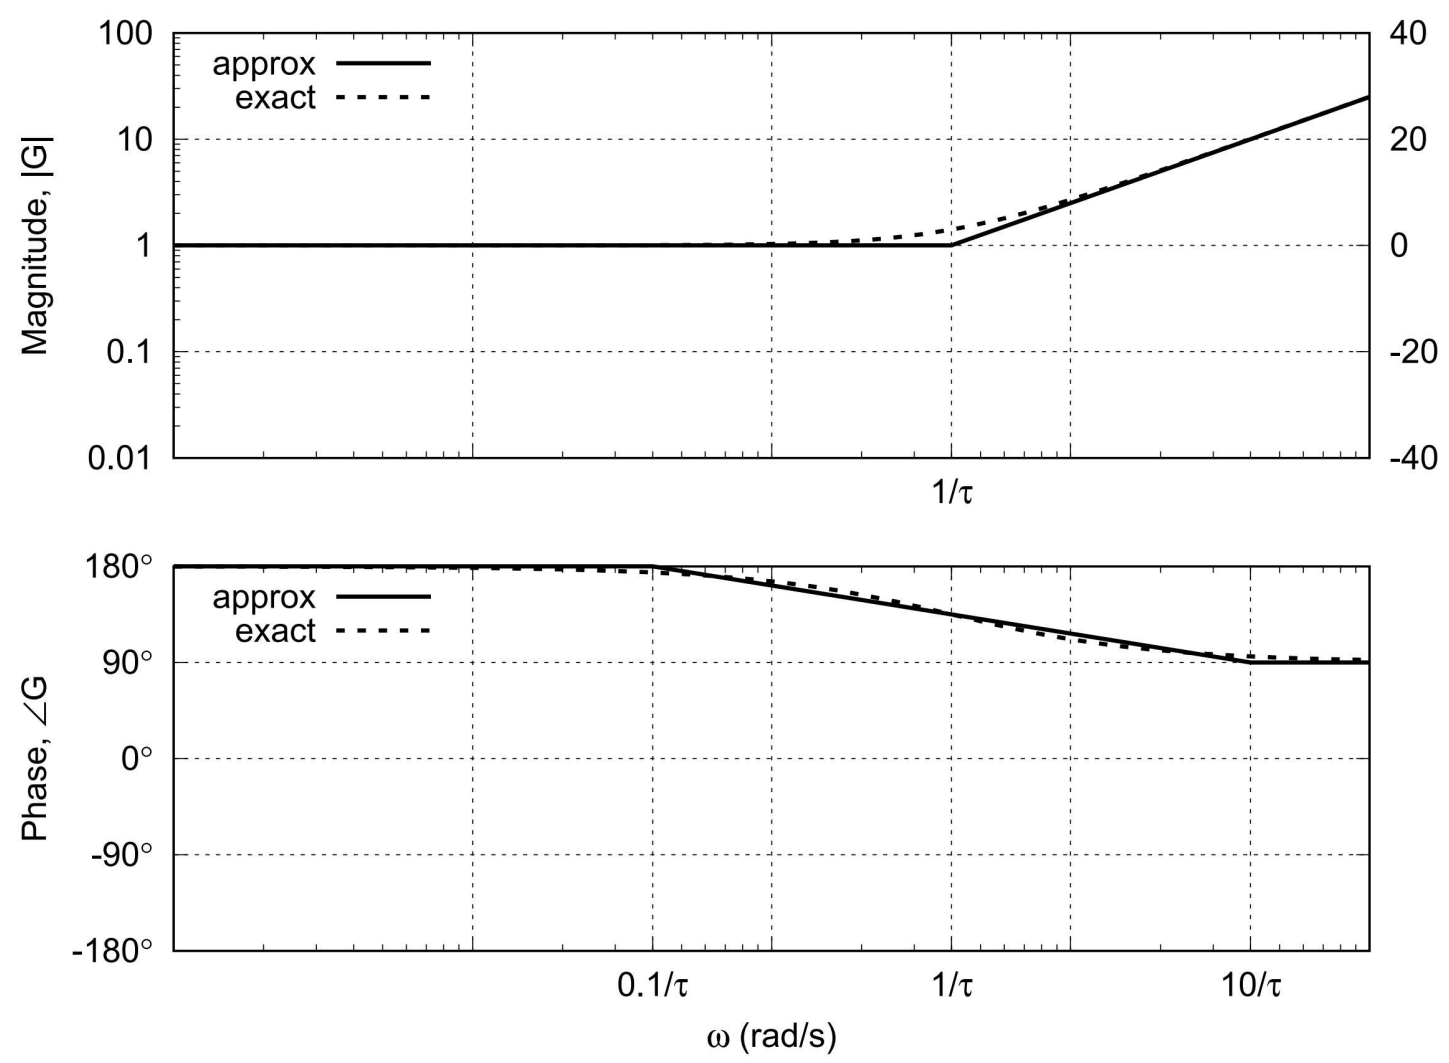 100
10
1
0.1
0.01
Magnitude, |G|
approx
exact
40
20
0
-20
-40
1/τ
180°
90°
0°
-90°
-180°
Phase, ∠G
approx
exact
0.1/τ
1/τ
10/τ
ω (rad/s)